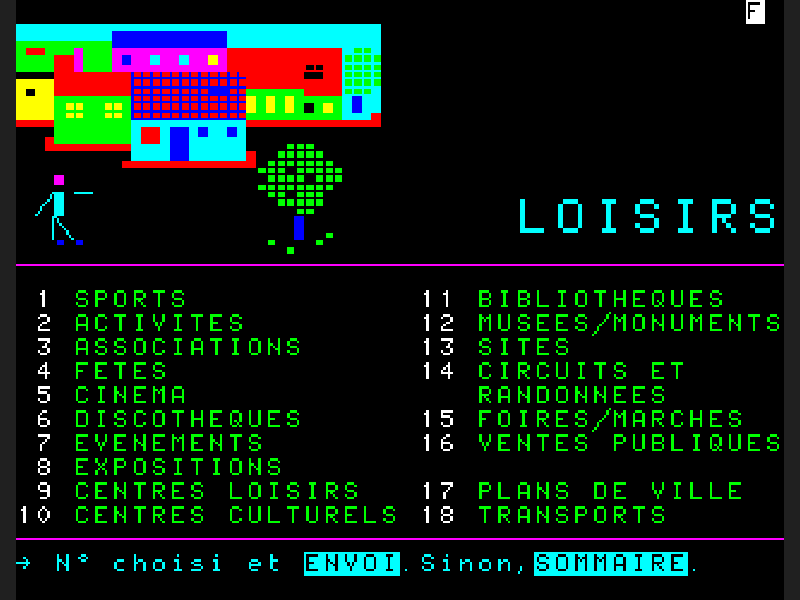 F
LOISIRS
1 SPORTS
2 ACTIVITES
3 ASSOCIATIONS
4 FETES
5 CINEMA
6 DISCOTHEQUES
7 EVENEMENTS
8 EXPOSITIONS
9 CENTRES LOISIRS
10 CENTRES CULTURELS
11 BIBLIOTHEQUES
12 MUSEES/MONUMENTS
13 SITES
14 CIRCUITS ET
RANDONNEES
15 FOIRES/MARCHES
16 VENTES PUBLIQUES
17 PLANS DE VILLE
18 TRANSPORTS
→ N° choisi et ENVOI. Sinon, SOMMAIRE.